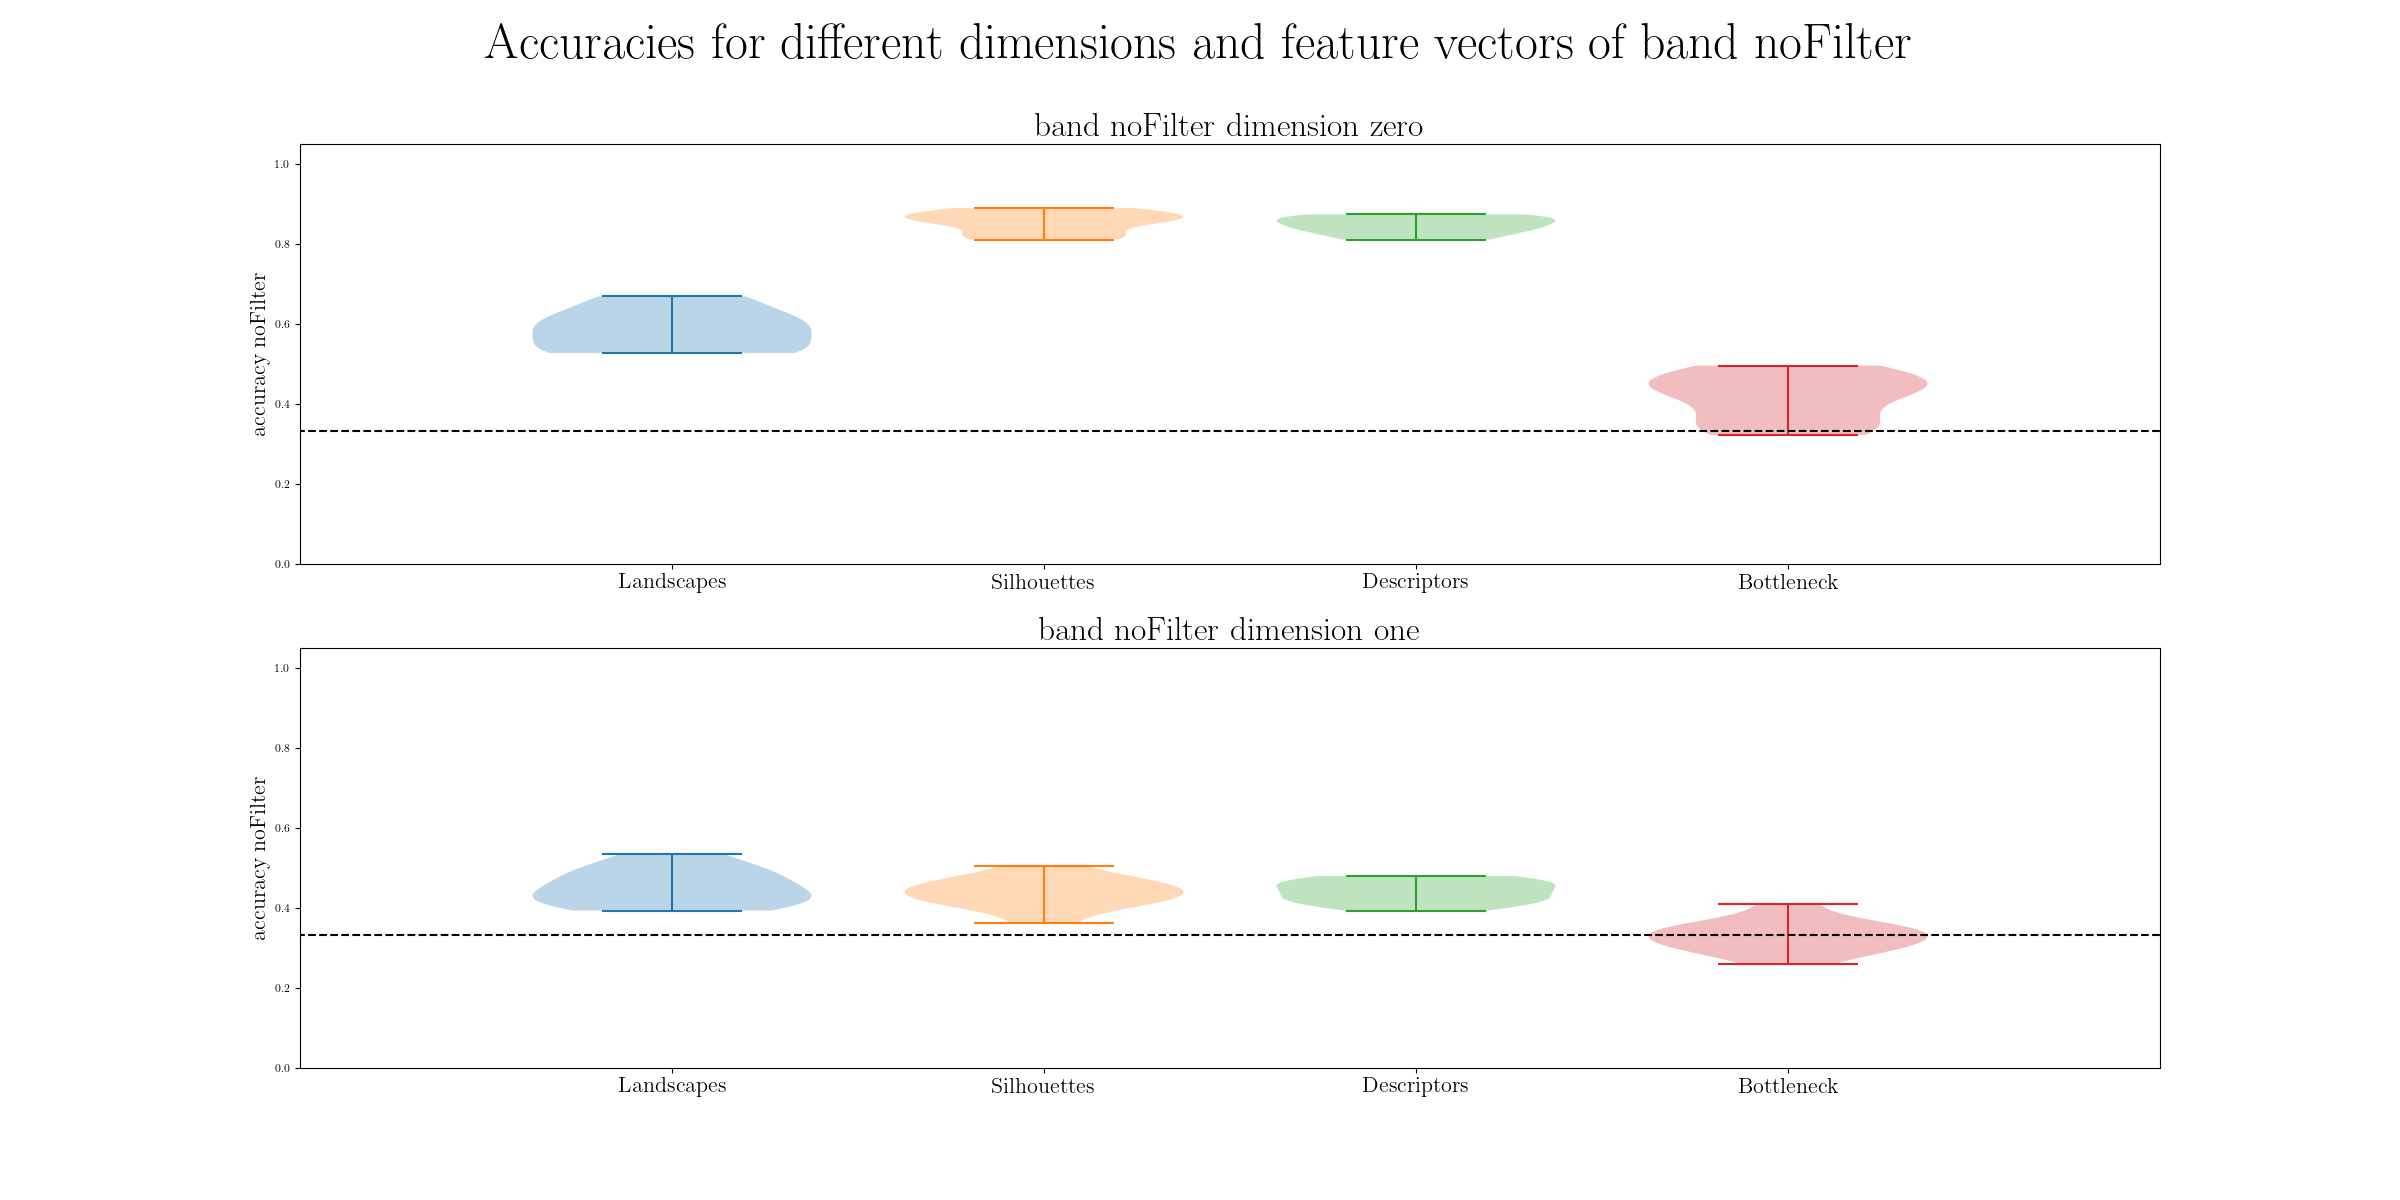 Accuracies for different dimensions and feature vectors of band noFilter
band noFilter dimension zero
accuracy noFilter
1.0
0.8
0.6
0.4
0.2
0.0
Landscapes Silhouettes Descriptors Bottleneck
band noFilter dimension one
accuracy noFilter
1.0
0.8
0.6
0.4
0.2
0.0
Landscapes Silhouettes Descriptors Bottleneck